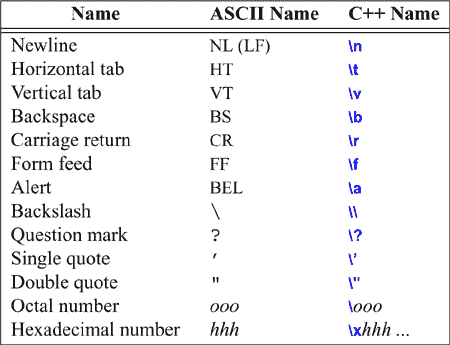 Name ASCII Name C++ Name
Newline NL (LF) \n
Horizontal tab HT \t
Vertical tab VT \v
Backspace BS \b
Carriage return CR \r
Form feed FF \f
Alert BEL \a
Backslash \ \\
Question mark ? \?
Single quote ’ \’
Double quote " \"
Octal number ooo \ooo
Hexadecimal number hhh \xhhh ...